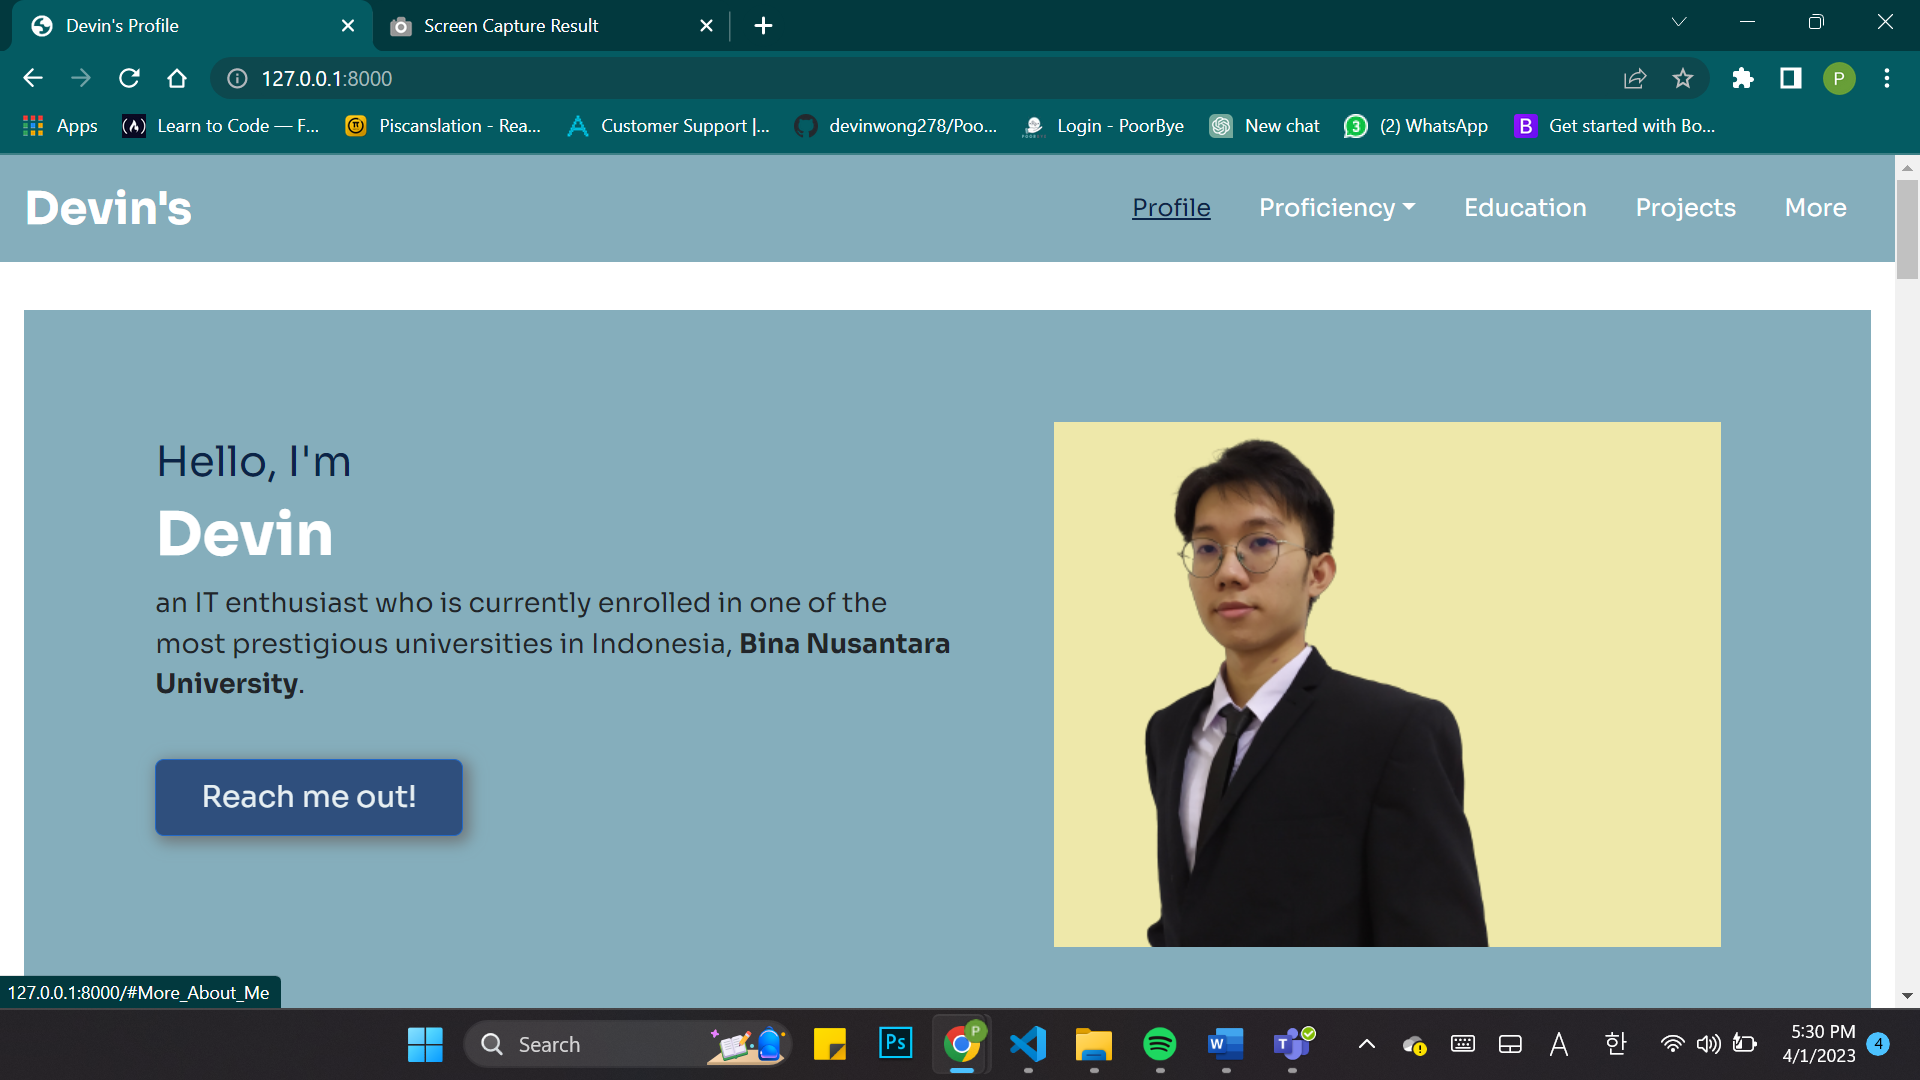 Devin's Profile
Screen Capture Result
127.0.0.1:8000
P
Apps
Learn to Code — F...
Piscanslation - Rea...
Customer Support |...
devinwong278/Poo...
Login - PoorBye
New chat
3
(2) WhatsApp
B
Get started with Bo...
Devin's
Profile
Proficiency
Education
Projects
More
Hello, I'm
Devin
an IT enthusiast who is currently enrolled in one of the
most prestigious universities in Indonesia, Bina Nusantara
University.
Reach me out!
127.0.0.1:8000/#More_About_Me
Search
Ps
P
W
T
A
한
5:30 PM
4/1/2023
4